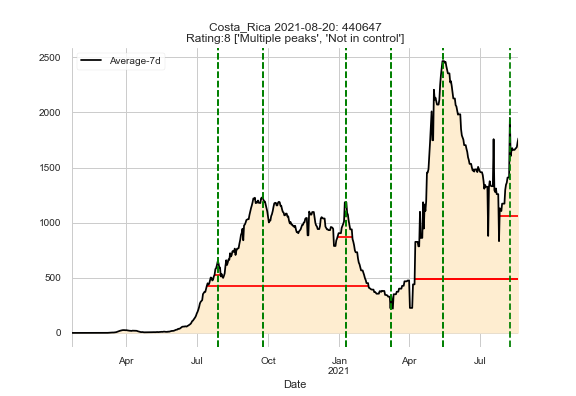 Costa_Rica 2021-08-20: 440647
Rating:8 ['Multiple peaks', 'Not in control']
Average-7d
2500
2000
1500
1000
500
0
Apr Jul Oct Jan Apr Jul
2021
Date